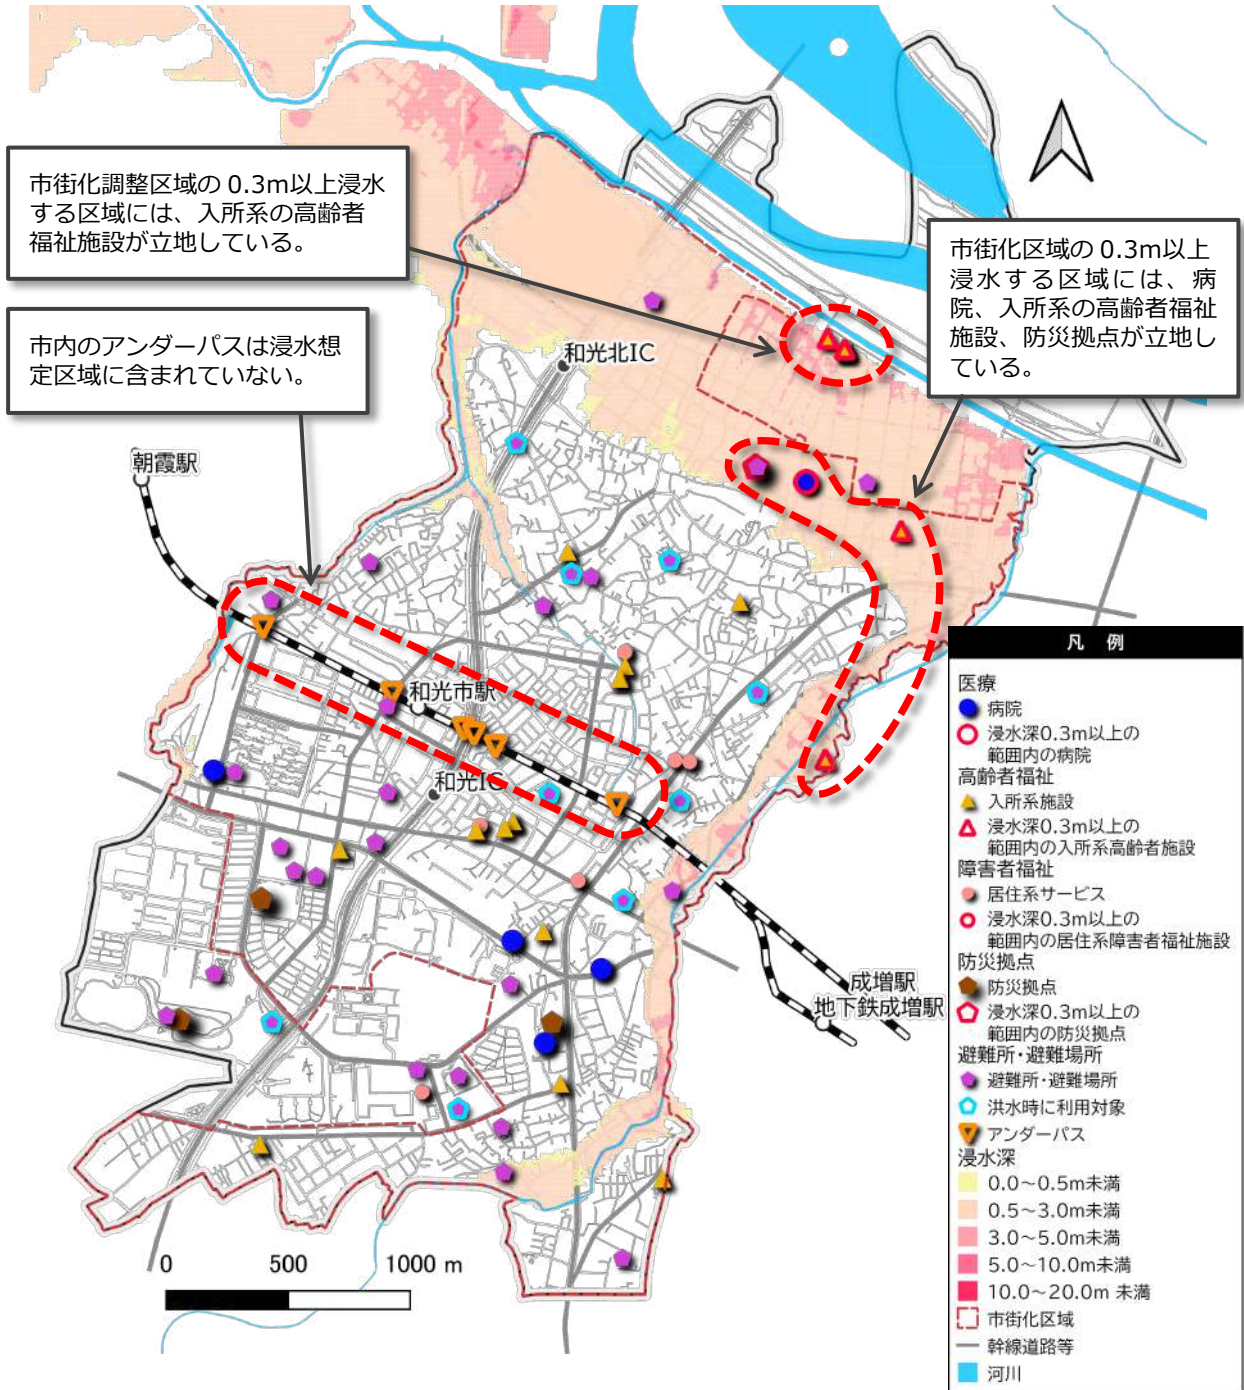 市街化調整区域の 0.3m以上浸水
する区域には、入所系の高齢者
福祉施設が立地している。
市街化区域の 0.3m以上
浸水する区域には、病
院、入所系の高齢者福祉
施設、防災拠点が立地し
ている。
市内のアンダーパスは浸水想
定区域に含まれていない。
和光北IC
朝霞駅
和光市駅
和光IC
成増駅
地下鉄成増駅
0 500 1000 m
凡 例
医療
病院
浸水深0.3m以上の
範囲内の病院
高齢者福祉
入所系施設
浸水深0.3m以上の
範囲内の入所系高齢者施設
障害者福祉
居住系サービス
浸水深0.3m以上の
範囲内の居住系障害者福祉施設
防災拠点
防災拠点
浸水深0.3m以上の
範囲内の防災拠点
避難所・避難場所
避難所・避難場所
洪水時に利用対象
アンダーパス
浸水深
0.0～0.5m未満
0.5～3.0m未満
3.0～5.0m未満
5.0～10.0m未満
10.0～20.0m 未満
市街化区域
幹線道路等
河川